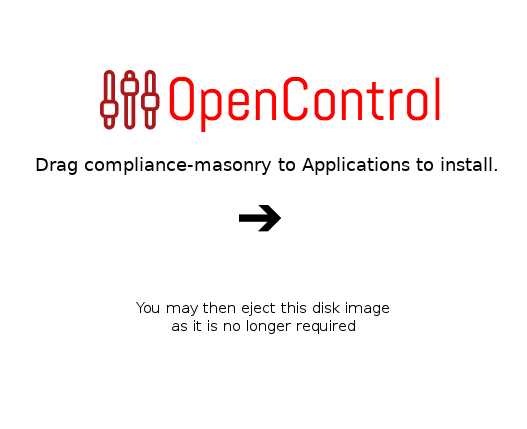 OpenControl
Drag compliance-masonry to Applications to install.
You may then eject this disk image
as it is no longer required